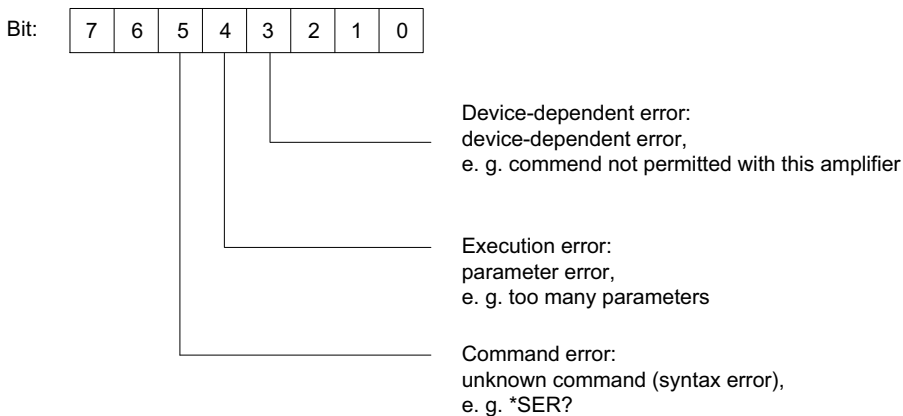 Bit: 7 6 5 4 3 2 1 0
Device-dependent error:
device-dependent error,
e. g. commend not permitted with this amplifier
Execution error:
parameter error,
e. g. too many parameters
Command error:
unknown command (syntax error),
e. g. *SER?